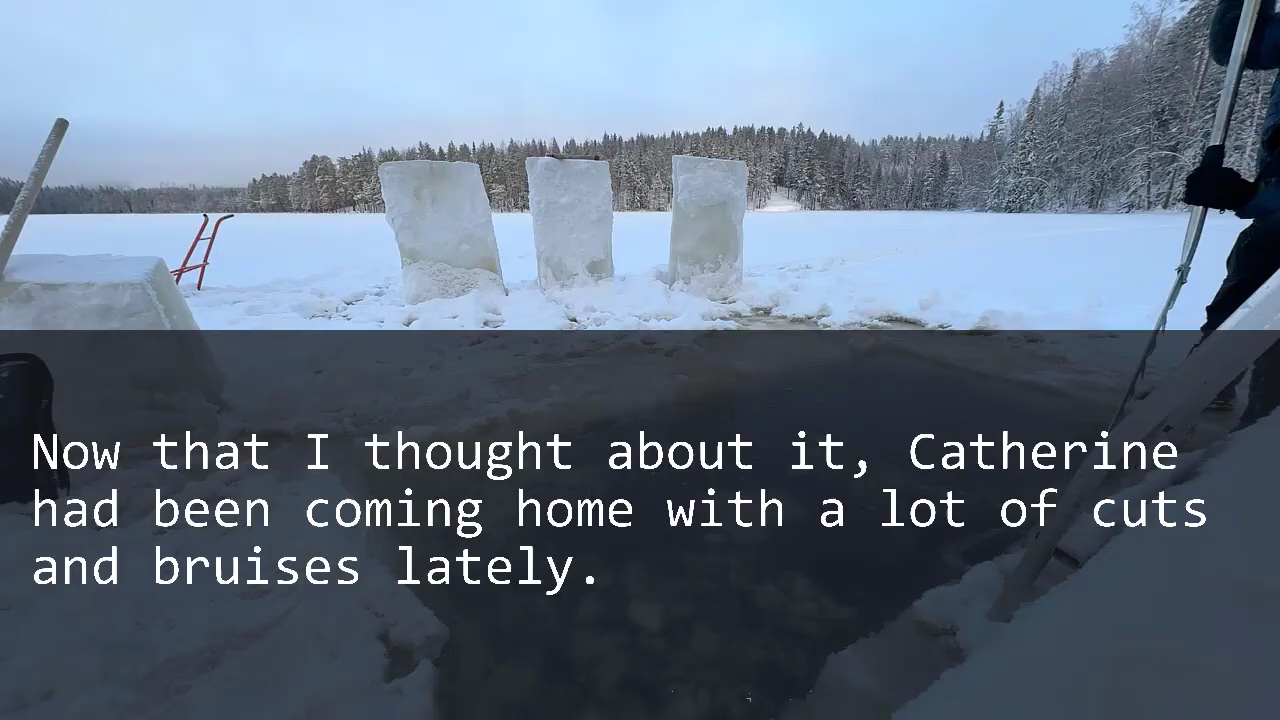 Now that I thought about it, Catherine
had been coming home with a lot of cuts
and bruises lately.